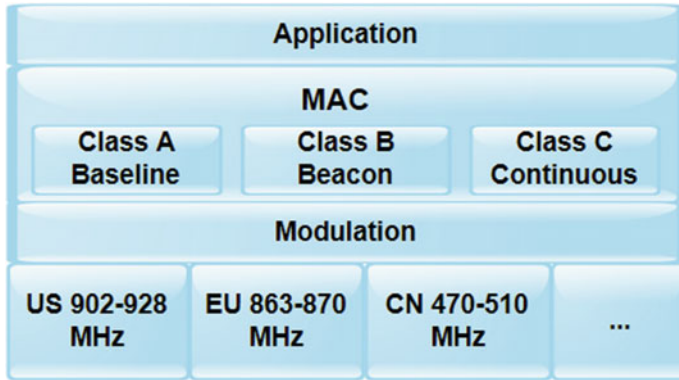 Application
MAC
Class A
Baseline
Class B
Beacon
Class C
Continuous
Modulation
US 902-928
MHz
EU 863-870
MHz
CN 470-510
MHz
...